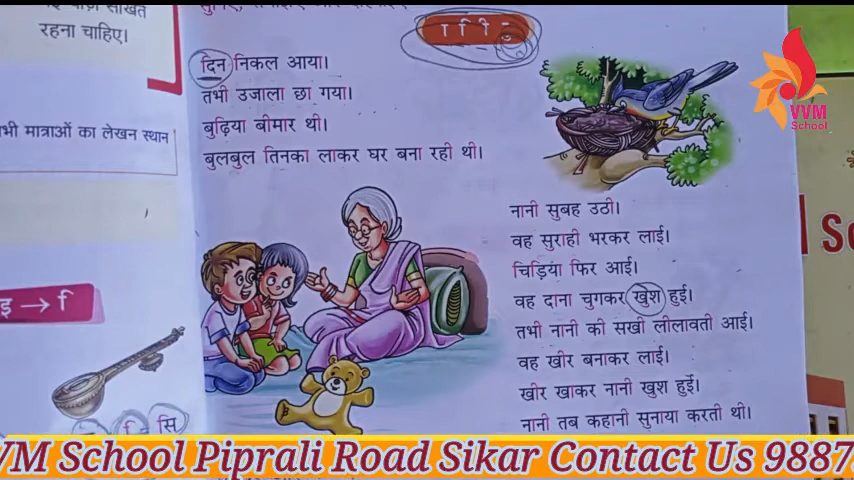 रहना चाहिए।
भी मात्राओं का लेखन स्थान
इ → ि
सि
दिन निकल आया।
तभी उजाला छा गया।
बुढ़िया बीमार थी।
बुलबुल तिनका लाकर घर बना रही थी।
नानी सुबह उठी।
वह सुराही भरकर लाई।
चिड़िया फिर आई।
वह दाना चुगकर खुश हुई।
तभी नानी की सखी लीलावती आई।
वह खीर बनाकर लाई।
खीर खाकर नानी खुश हुई।
नानी तब कहानी सुनाया करती थी।
VVM
School
VM School Piprali Road Sikar Contact Us 9887